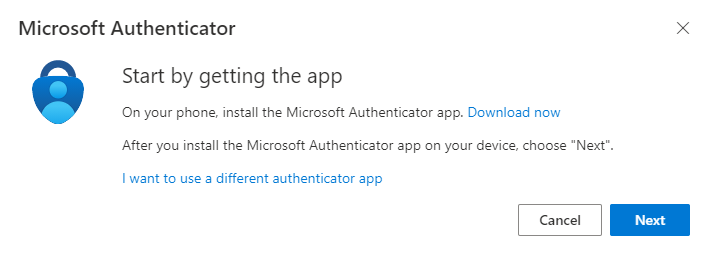 Microsoft Authenticator
Start by getting the app
On your phone, install the Microsoft Authenticator app. Download now
After you install the Microsoft Authenticator app on your device, choose "Next".
I want to use a different authenticator app
Cancel Next